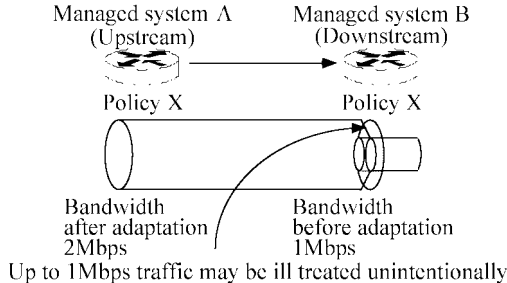 Managed system A Managed system B
(Upstream) (Downstream)
Policy X Policy X
Bandwidth Bandwidth
after adaptation before adaptation
2Mbps 1Mbps
Up to 1Mbps traffic may be ill treated unintentionally